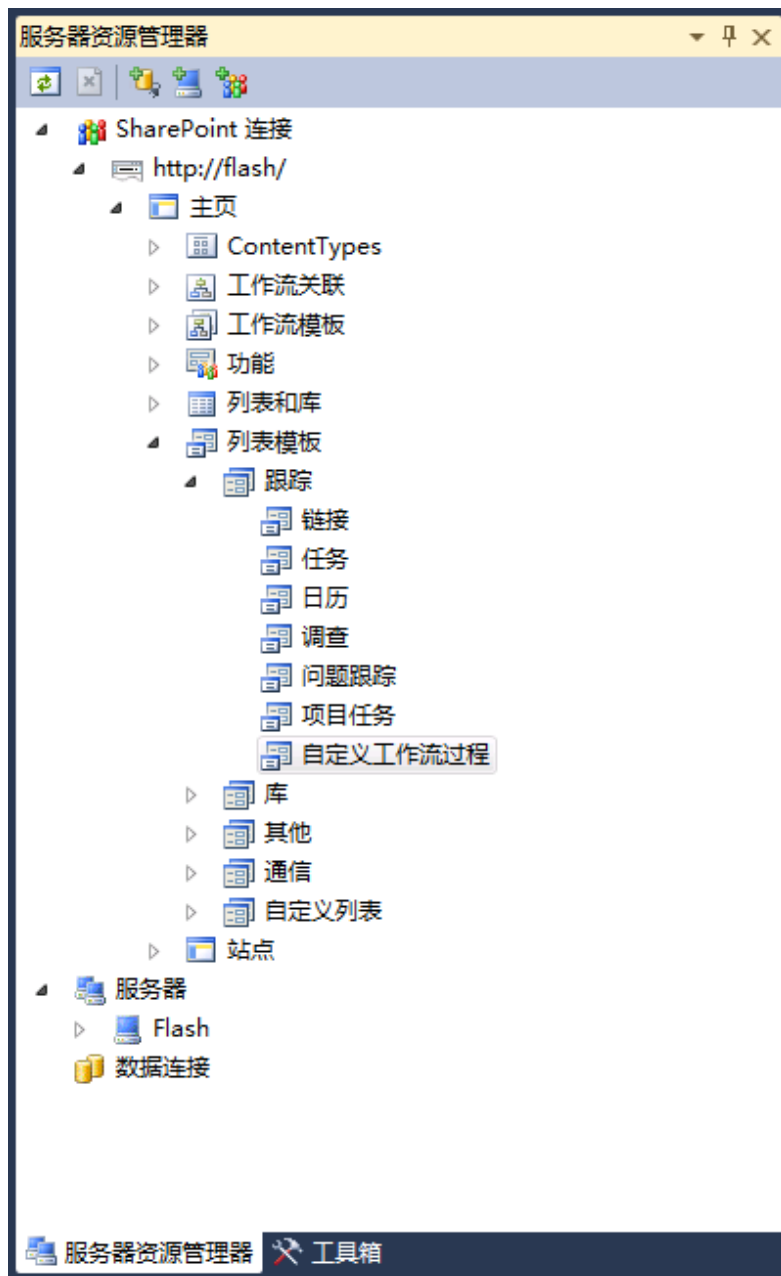 服务器资源管理器
SharePoint 连接
http://flash/
主页
ContentTypes
工作流关联
工作流模板
功能
列表和库
列表模板
跟踪
链接
任务
日历
调查
问题跟踪
项目任务
自定义工作流过程
库
其他
通信
自定义列表
站点
服务器
Flash
数据连接
服务器资源管理器 工具箱